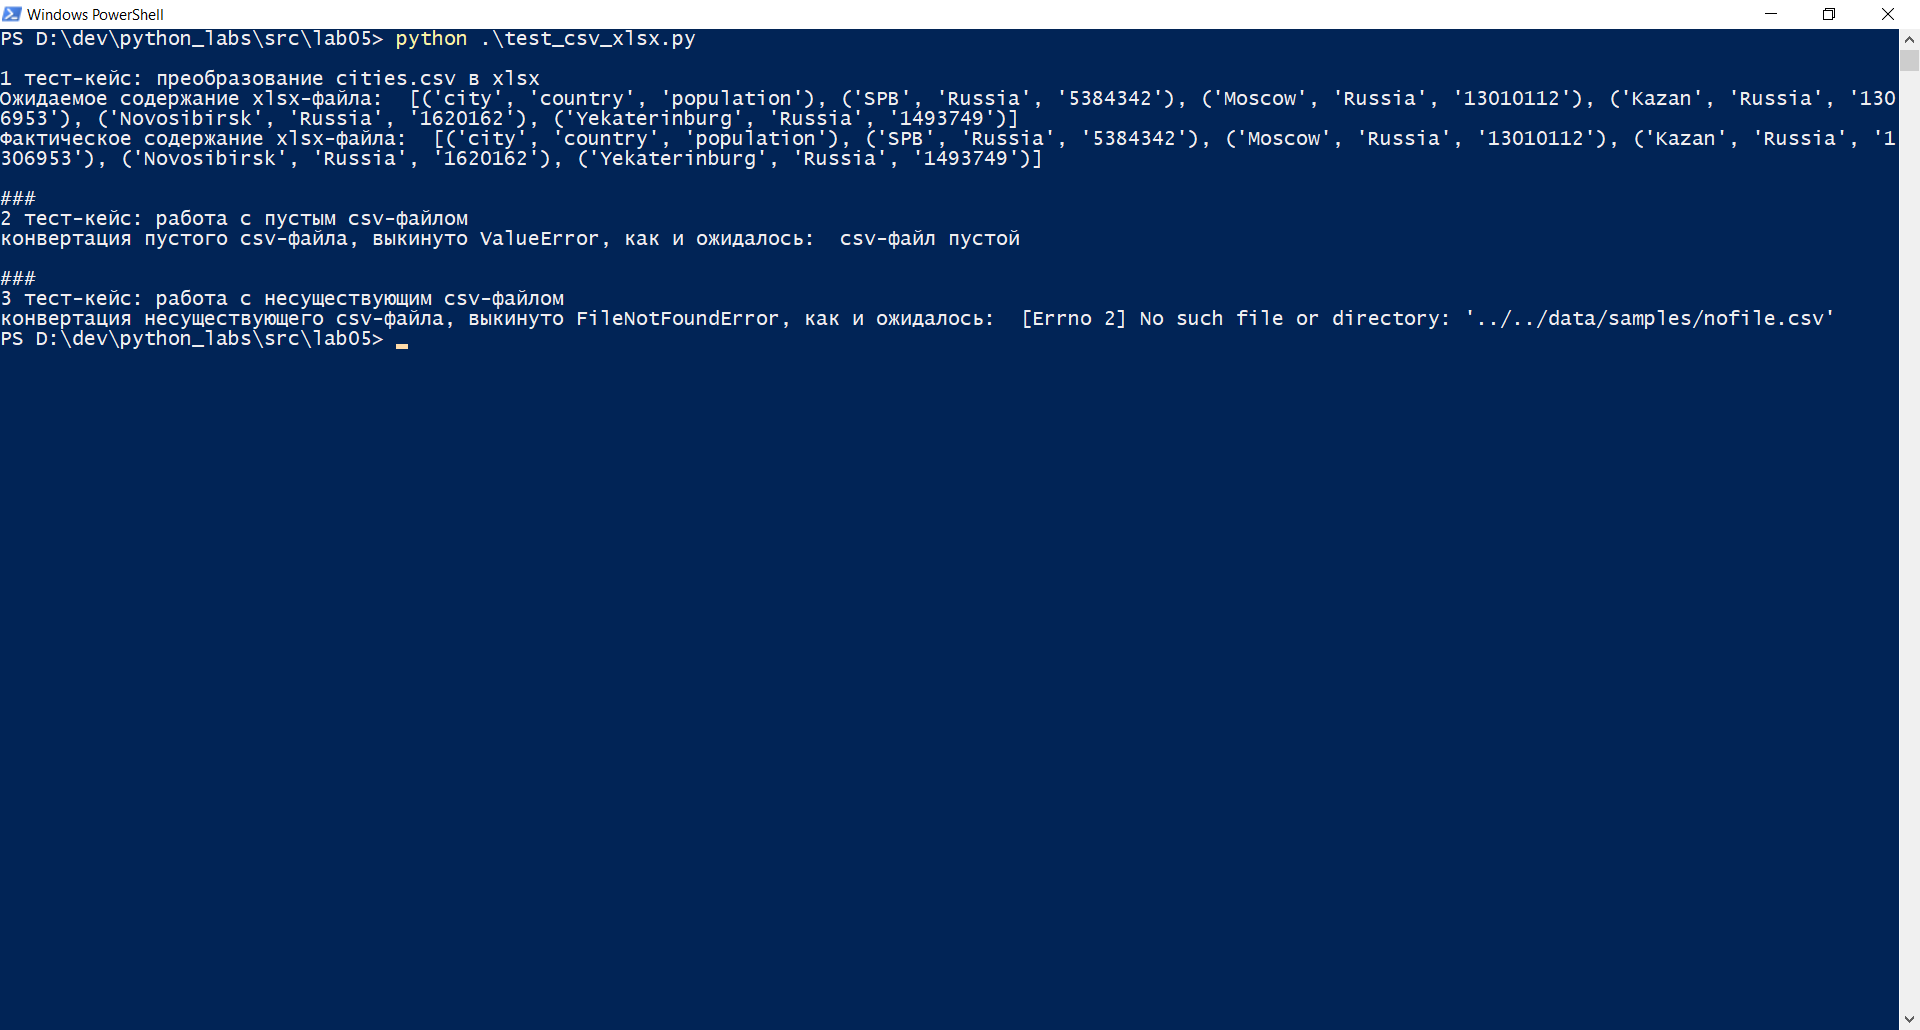 Windows PowerShell
PS D:\dev\python_labs\src\lab05> python .\test_csv_xlsx.py
1 тест-кейс: преобразование cities.csv в xlsx
Ожидаемое содержание xlsx-файла:  [('city', 'country', 'population'), ('SPB', 'Russia', '5384342'), ('Moscow', 'Russia', '13010112'), ('Kazan', 'Russia', '130
6953'), ('Novosibirsk', 'Russia', '1620162'), ('Yekaterinburg', 'Russia', '1493749')]
Фактическое содержание xlsx-файла:  [('city', 'country', 'population'), ('SPB', 'Russia', '5384342'), ('Moscow', 'Russia', '13010112'), ('Kazan', 'Russia', '1
306953'), ('Novosibirsk', 'Russia', '1620162'), ('Yekaterinburg', 'Russia', '1493749')]
###
2 тест-кейс: работа с пустым csv-файлом
конвертация пустого csv-файла, выкинуто ValueError, как и ожидалось:  csv-файл пустой
###
3 тест-кейс: работа с несуществующим csv-файлом
конвертация несуществующего csv-файла, выкинуто FileNotFoundError, как и ожидалось:  [Errno 2] No such file or directory: '../../data/samples/nofile.csv'
PS D:\dev\python_labs\src\lab05>